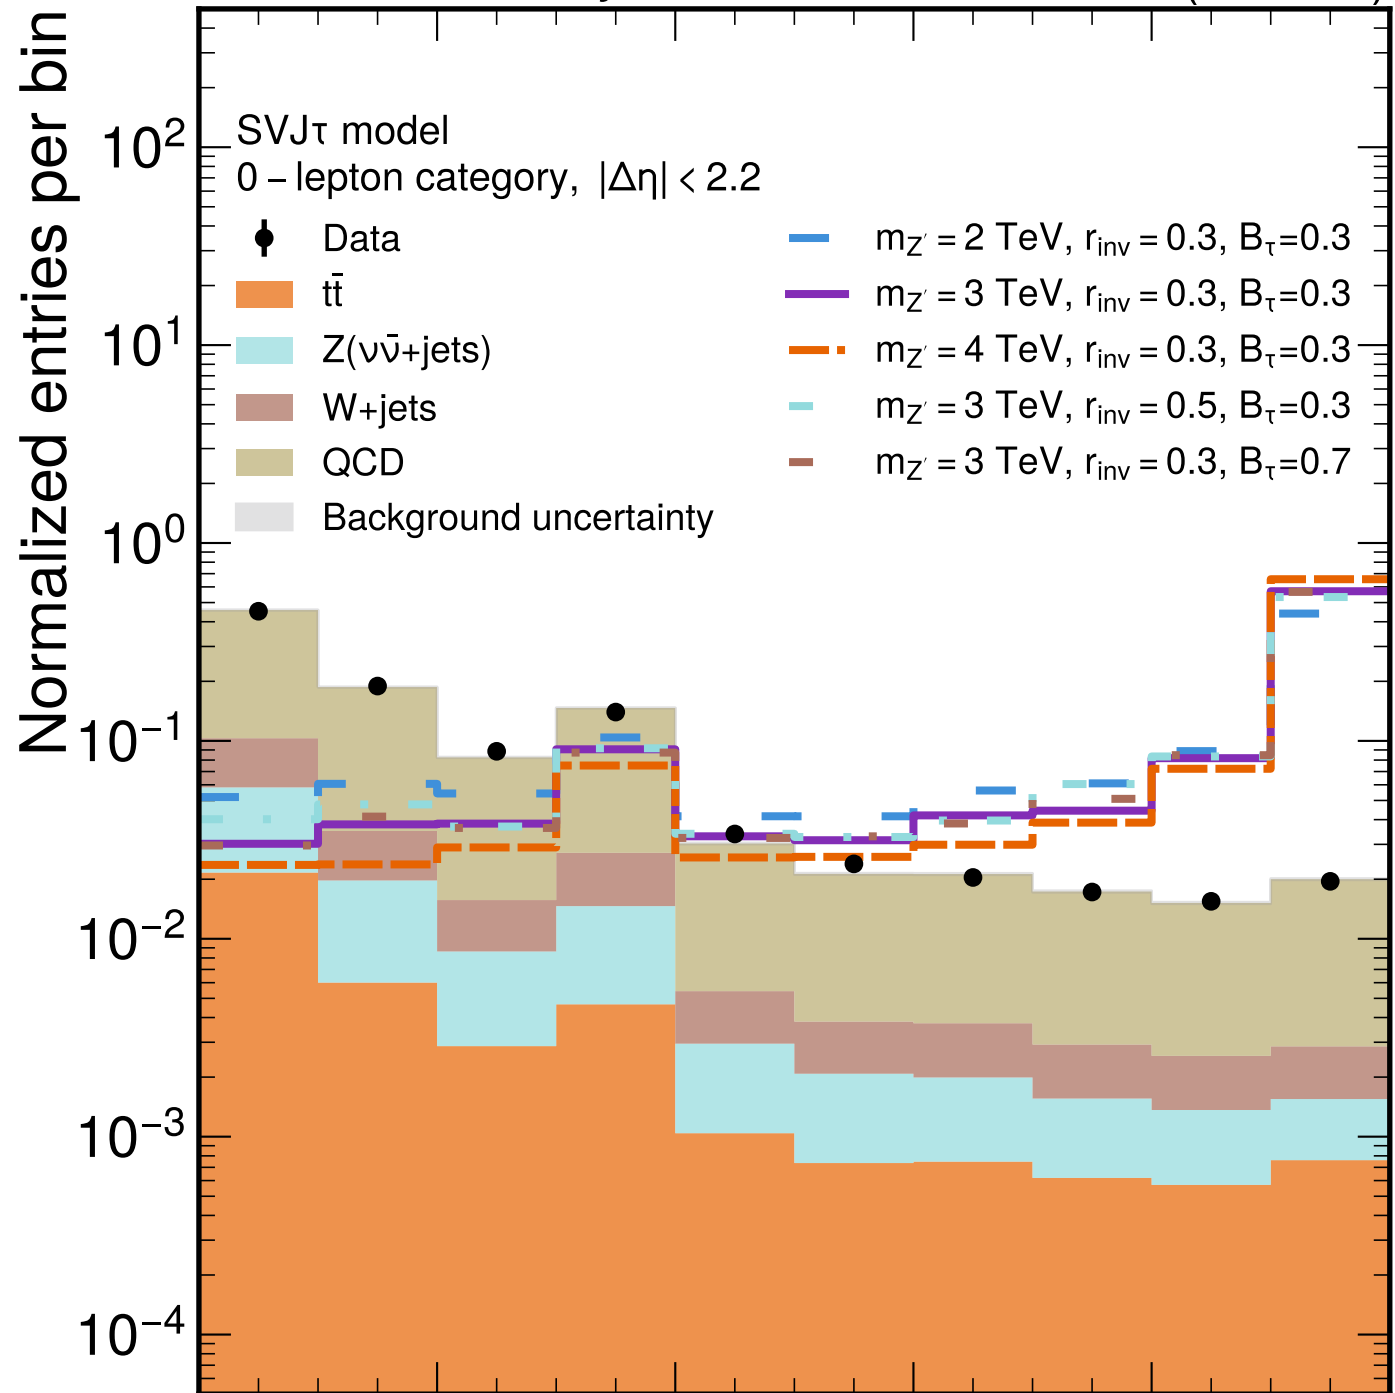 Normalized entries per bin
10²
10¹
10⁰
10⁻¹
10⁻²
10⁻³
10⁻⁴
SVJτ model
0 – lepton category, |Δη| < 2.2
Data
tt̄
Z(νν̄+jets)
W+jets
QCD
Background uncertainty
m_Z′ = 2 TeV, r_inv = 0.3, B_τ=0.3
m_Z′ = 3 TeV, r_inv = 0.3, B_τ=0.3
m_Z′ = 4 TeV, r_inv = 0.3, B_τ=0.3
m_Z′ = 3 TeV, r_inv = 0.5, B_τ=0.3
m_Z′ = 3 TeV, r_inv = 0.3, B_τ=0.7